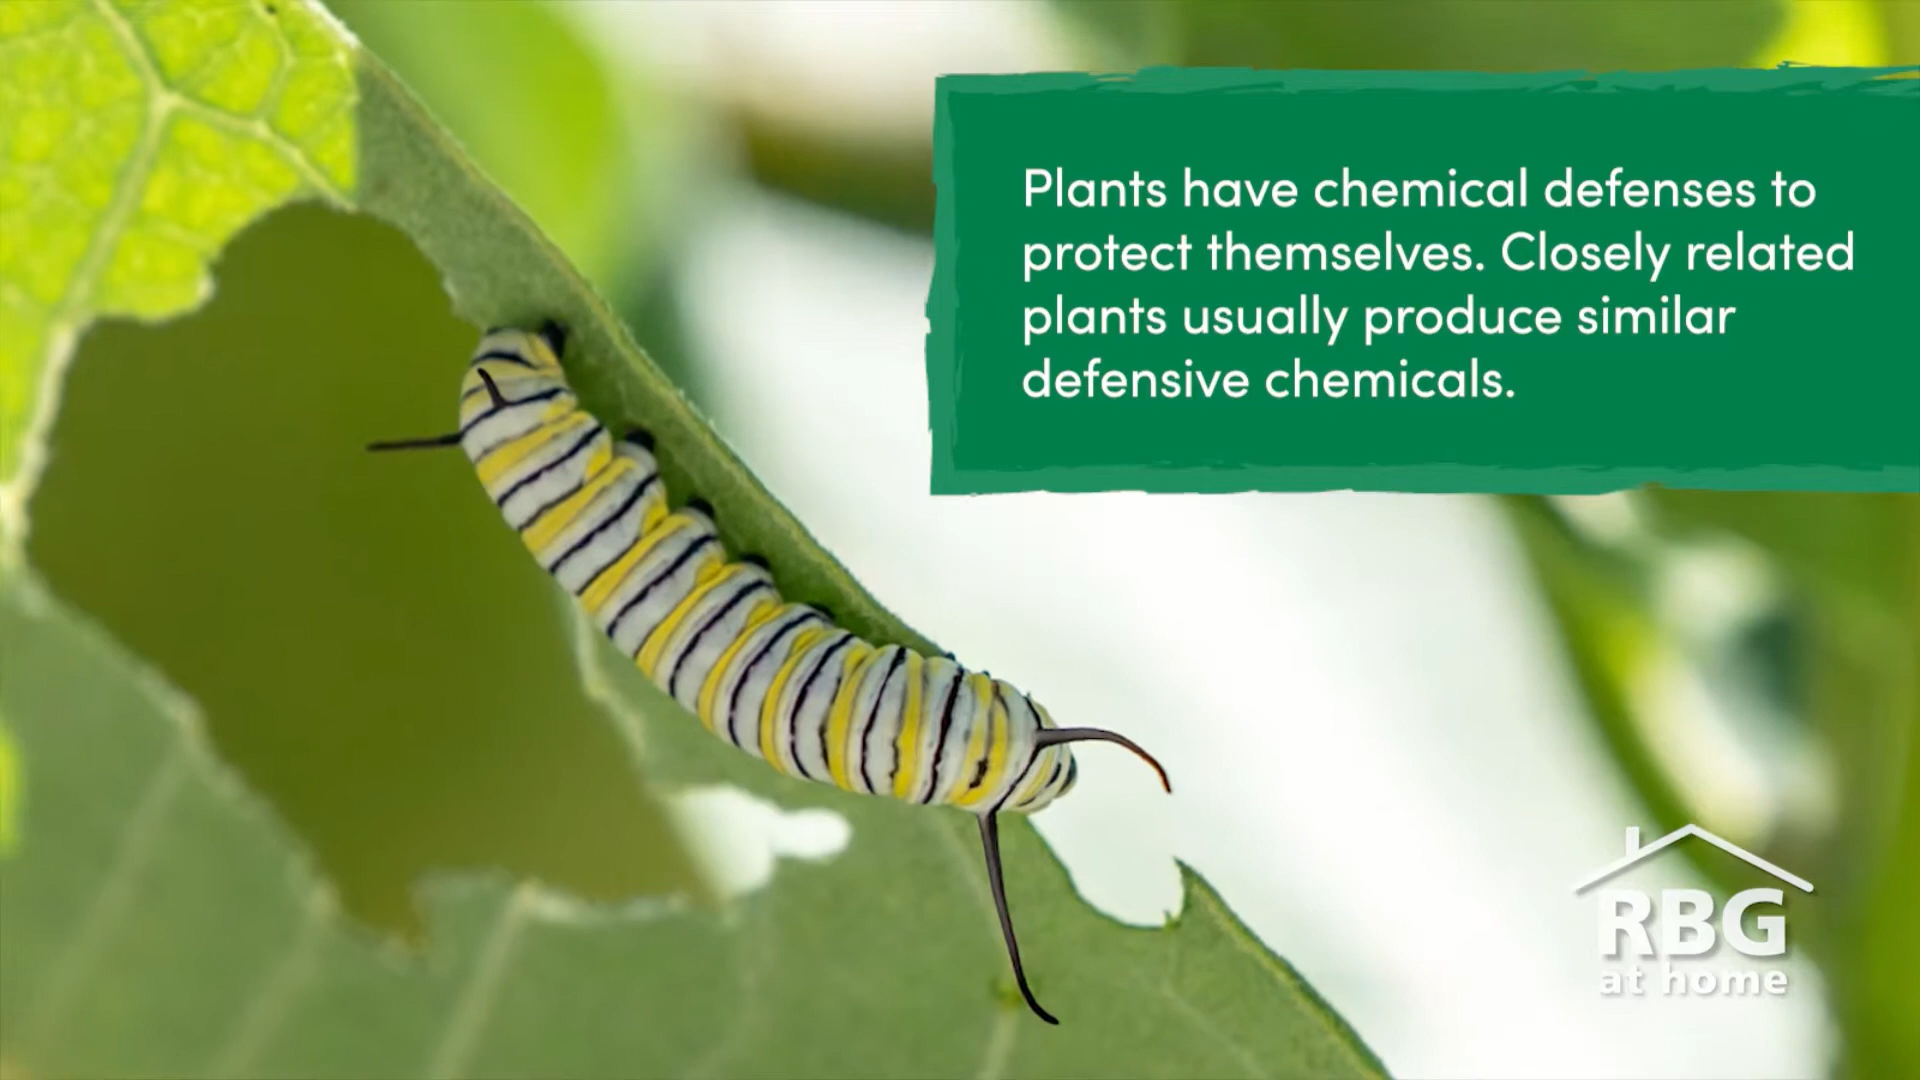 Plants have chemical defenses to
protect themselves. Closely related
plants usually produce similar
defensive chemicals.
RBG
at home